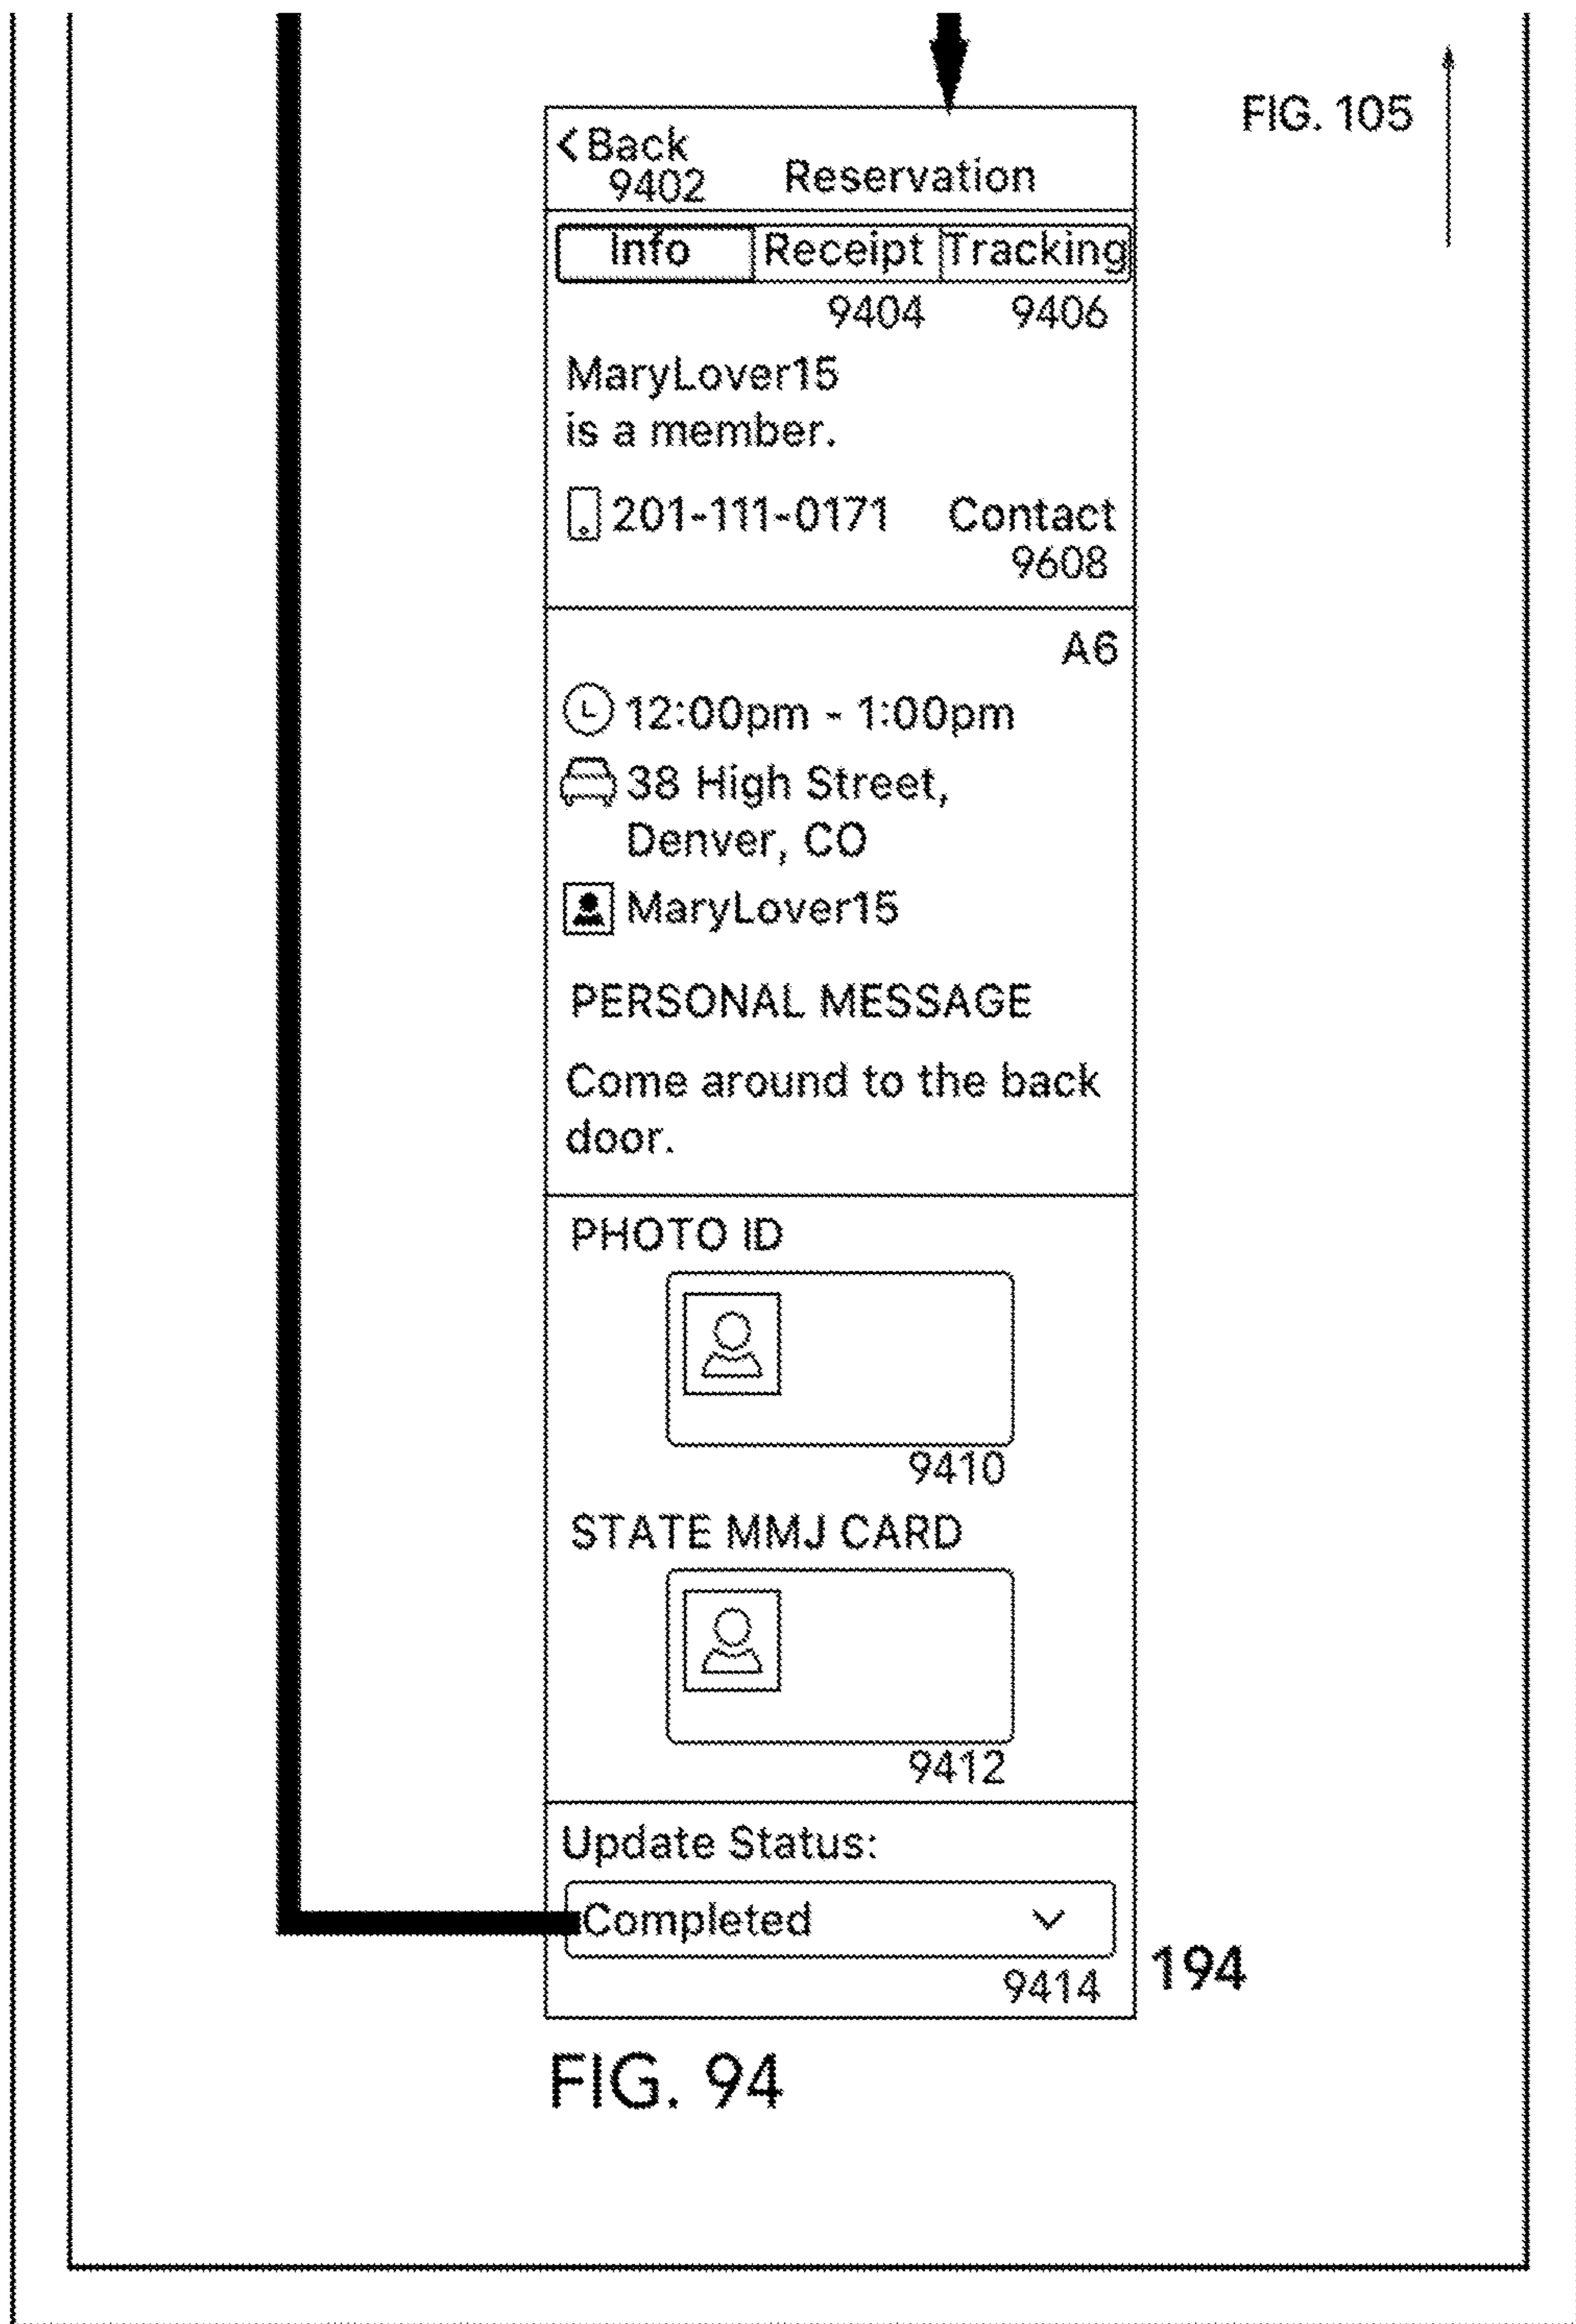 FIG. 105
< Back
9402
Reservation
Info Receipt Tracking
9404 9406
MaryLover15
is a member.
201-111-0171 Contact
9608
A6
12:00pm - 1:00pm
38 High Street,
Denver, CO
MaryLover15
PERSONAL MESSAGE
Come around to the back
door.
PHOTO ID
9410
STATE MMJ CARD
9412
Update Status:
Completed
9414
194
FIG. 94